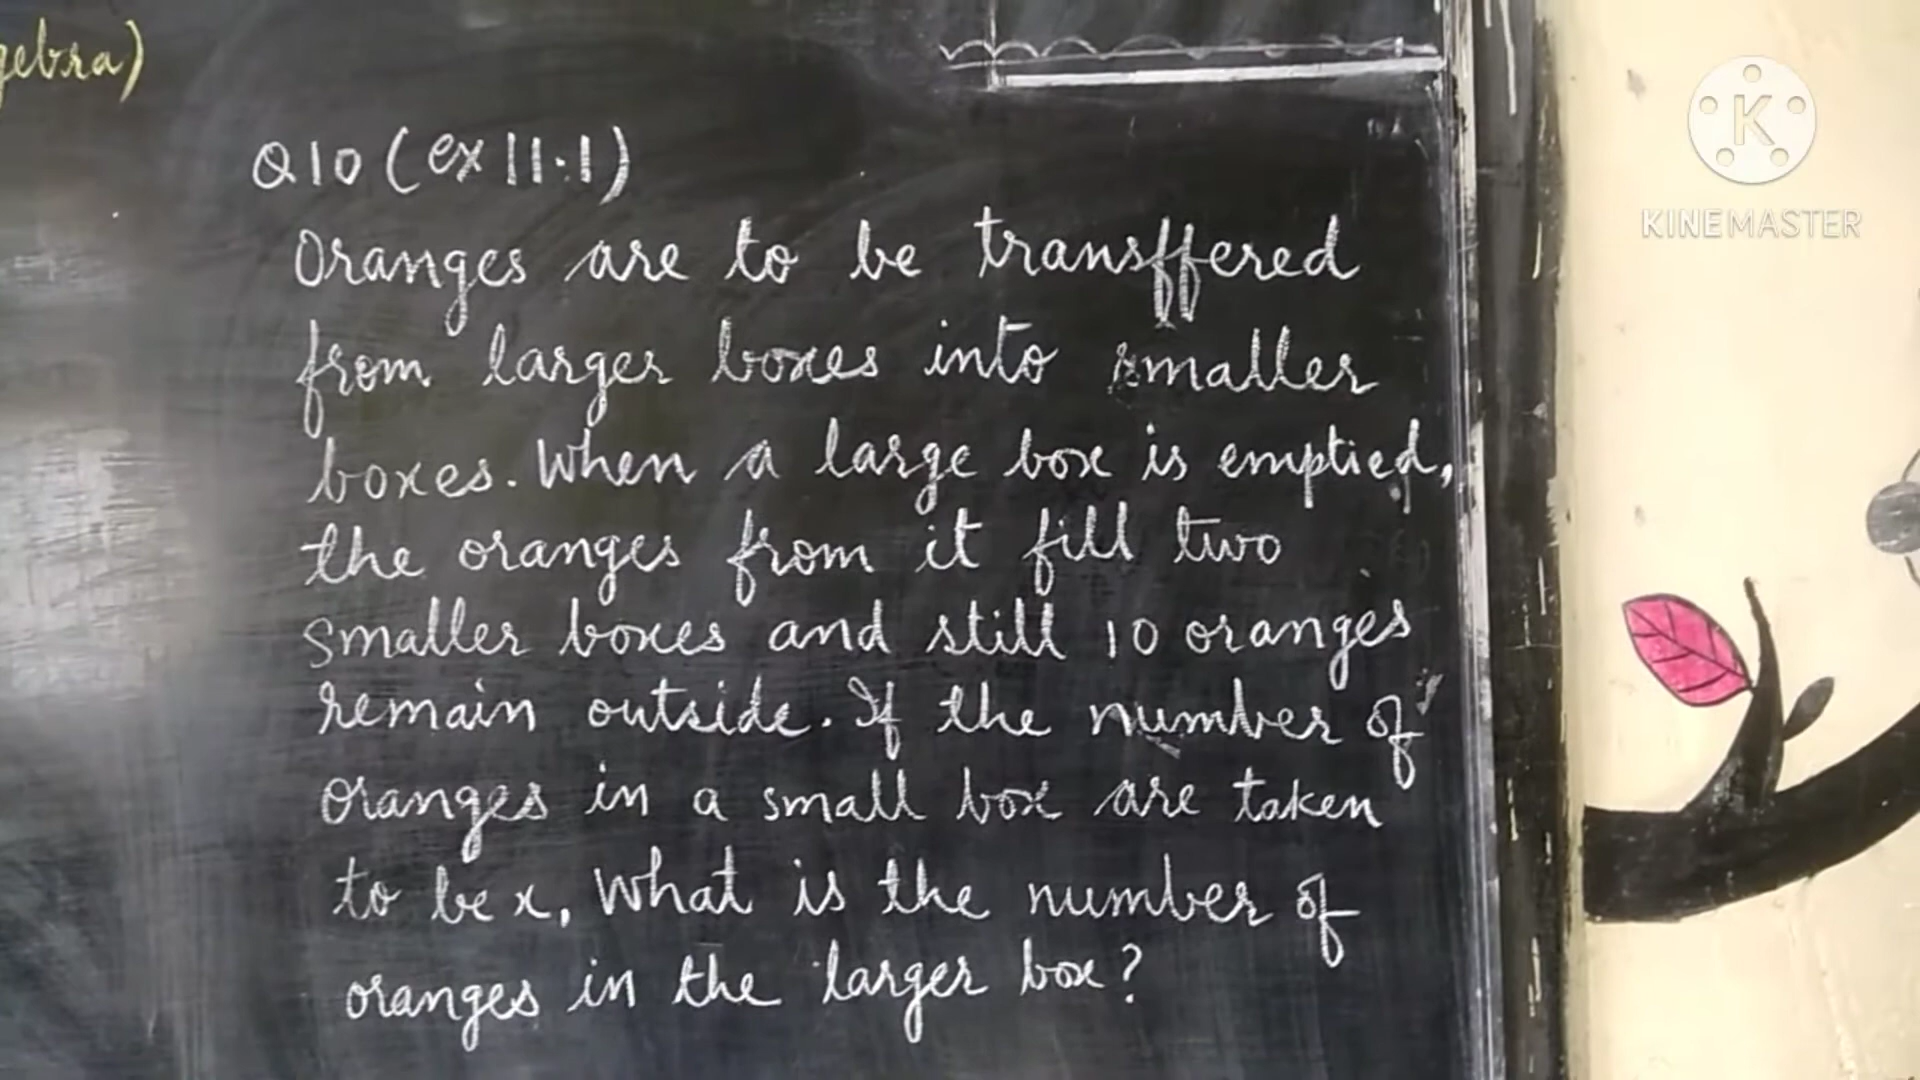 gebra)
Q10 (ex 11.1)
Oranges are to be transffered
from larger boxes into smaller
boxes. When a large box is emptied,
the oranges from it fill two
smaller boxes and still 10 oranges
remain outside. If the number of
oranges in a small box are taken
to be x, What is the number of
oranges in the larger box?
K
KINEMASTER